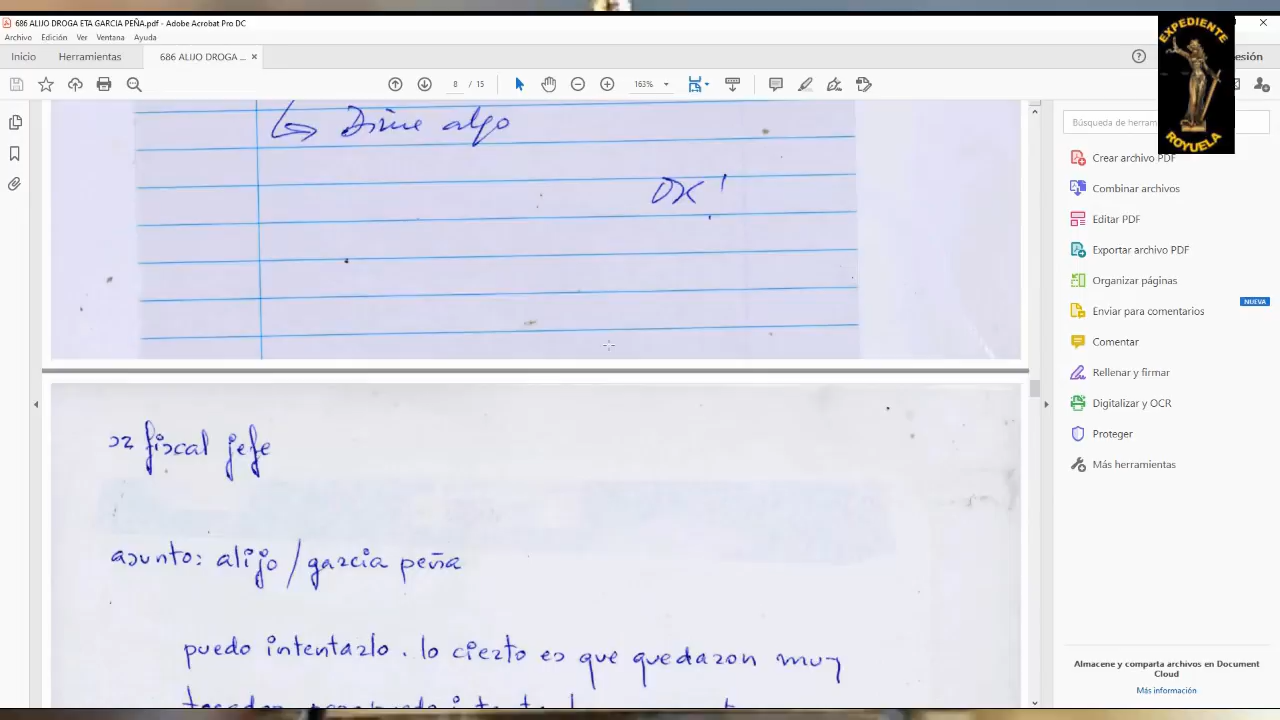 686 ALIJO DROGA ETA GARCIA PEÑA.pdf - Adobe Acrobat Pro DC
Archivo Edición Ver Ventana Ayuda
Inicio Herramientas 686 ALIJO DROGA ... ×
esión
8 / 15 163%
EXPEDIENTE
ROYUELA
Búsqueda de herram
Crear archivo PDF
Combinar archivos
Editar PDF
Exportar archivo PDF
Organizar páginas
NUEVA
Enviar para comentarios
Comentar
Rellenar y firmar
Digitalizar y OCR
Proteger
Más herramientas
Almacene y comparta archivos en Document
Cloud
Más información
Dime algo
OK!
sr fiscal jefe
asunto: alijo / garcia peña
puedo intentarlo. lo cierto es que quedaron muy